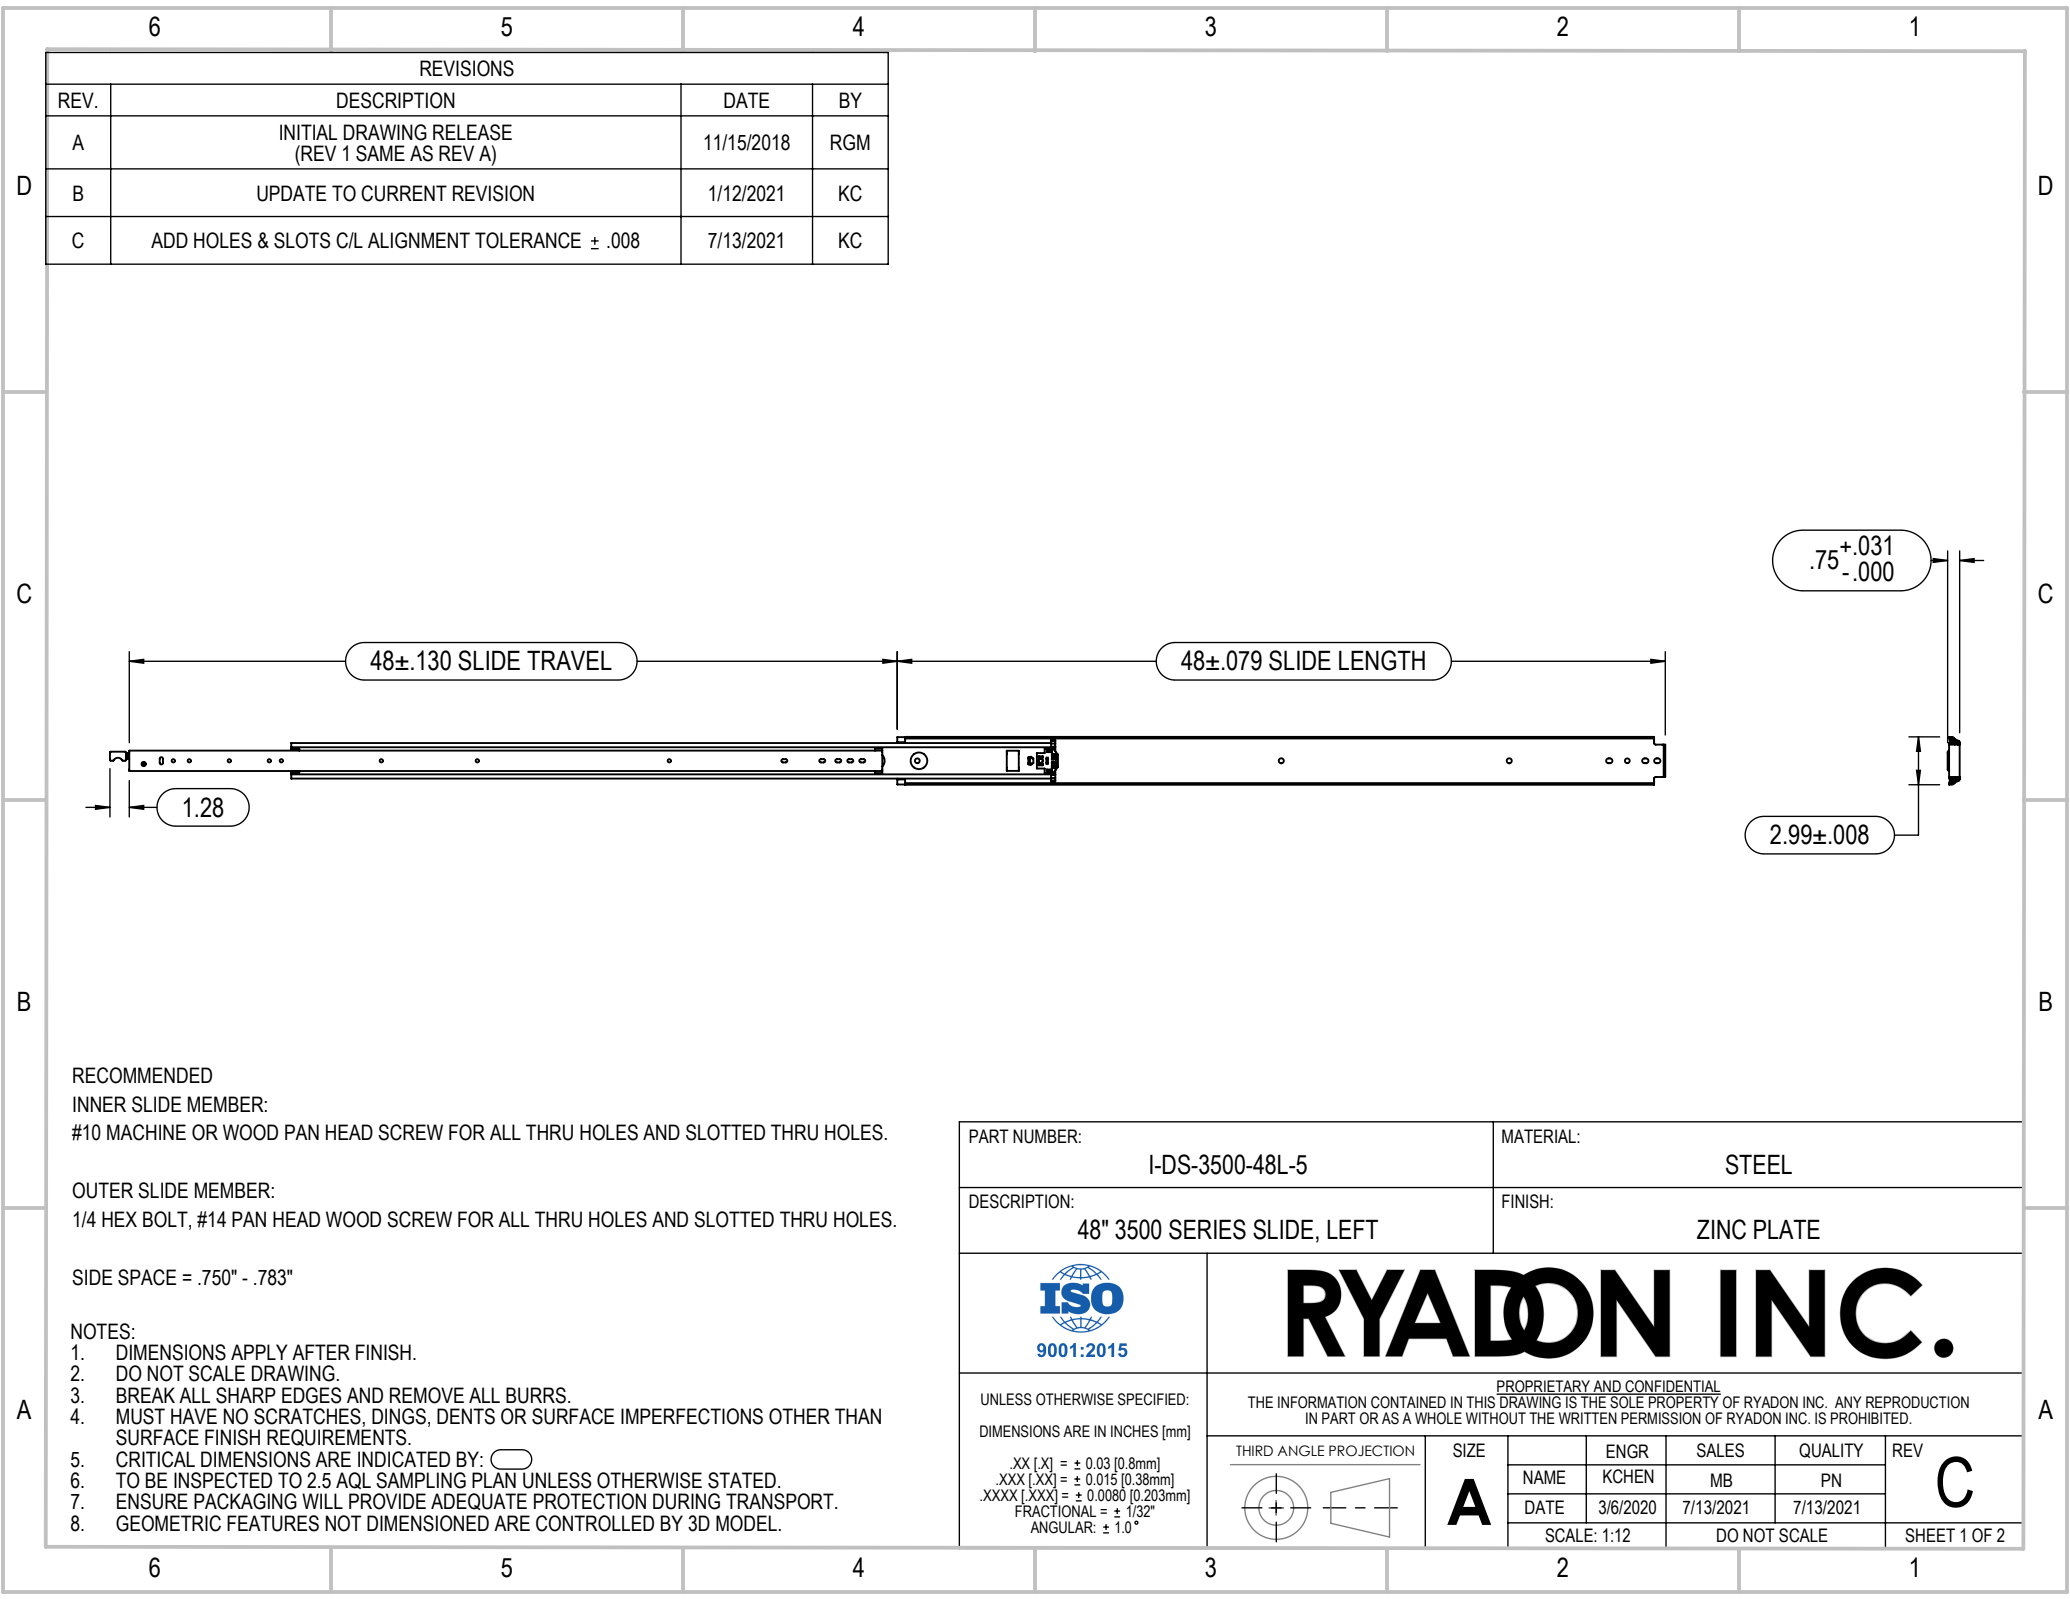 6 5 4 3 2 1
REVISIONS
REV. DESCRIPTION DATE BY
A INITIAL DRAWING RELEASE 11/15/2018 RGM
(REV 1 SAME AS REV A)
B UPDATE TO CURRENT REVISION 1/12/2021 KC
C ADD HOLES & SLOTS C/L ALIGNMENT TOLERANCE ± .008 7/13/2021 KC
D D
C C
B B
A A
.75 +.031
-.000
48±.130 SLIDE TRAVEL
48±.079 SLIDE LENGTH
1.28
2.99±.008
RECOMMENDED
INNER SLIDE MEMBER:
#10 MACHINE OR WOOD PAN HEAD SCREW FOR ALL THRU HOLES AND SLOTTED THRU HOLES.
OUTER SLIDE MEMBER:
1/4 HEX BOLT, #14 PAN HEAD WOOD SCREW FOR ALL THRU HOLES AND SLOTTED THRU HOLES.
SIDE SPACE = .750" - .783"
NOTES:
1. DIMENSIONS APPLY AFTER FINISH.
2. DO NOT SCALE DRAWING.
3. BREAK ALL SHARP EDGES AND REMOVE ALL BURRS.
4. MUST HAVE NO SCRATCHES, DINGS, DENTS OR SURFACE IMPERFECTIONS OTHER THAN
SURFACE FINISH REQUIREMENTS.
5. CRITICAL DIMENSIONS ARE INDICATED BY:
6. TO BE INSPECTED TO 2.5 AQL SAMPLING PLAN UNLESS OTHERWISE STATED.
7. ENSURE PACKAGING WILL PROVIDE ADEQUATE PROTECTION DURING TRANSPORT.
8. GEOMETRIC FEATURES NOT DIMENSIONED ARE CONTROLLED BY 3D MODEL.
PART NUMBER:
I-DS-3500-48L-5
MATERIAL:
STEEL
DESCRIPTION:
48" 3500 SERIES SLIDE, LEFT
FINISH:
ZINC PLATE
ISO
9001:2015
RYADON INC.
UNLESS OTHERWISE SPECIFIED:
DIMENSIONS ARE IN INCHES [mm]
.XX [.X] = ± 0.03 [0.8mm]
.XXX [.XX] = ± 0.015 [0.38mm]
.XXXX [.XXX] = ± 0.0080 [0.203mm]
FRACTIONAL = ± 1/32"
ANGULAR: ± 1.0°
PROPRIETARY AND CONFIDENTIAL
THE INFORMATION CONTAINED IN THIS DRAWING IS THE SOLE PROPERTY OF RYADON INC. ANY REPRODUCTION
IN PART OR AS A WHOLE WITHOUT THE WRITTEN PERMISSION OF RYADON INC. IS PROHIBITED.
THIRD ANGLE PROJECTION
SIZE
A
ENGR SALES QUALITY
NAME KCHEN MB PN
DATE 3/6/2020 7/13/2021 7/13/2021
SCALE: 1:12 DO NOT SCALE
REV
C
SHEET 1 OF 2
6 5 4 3 2 1